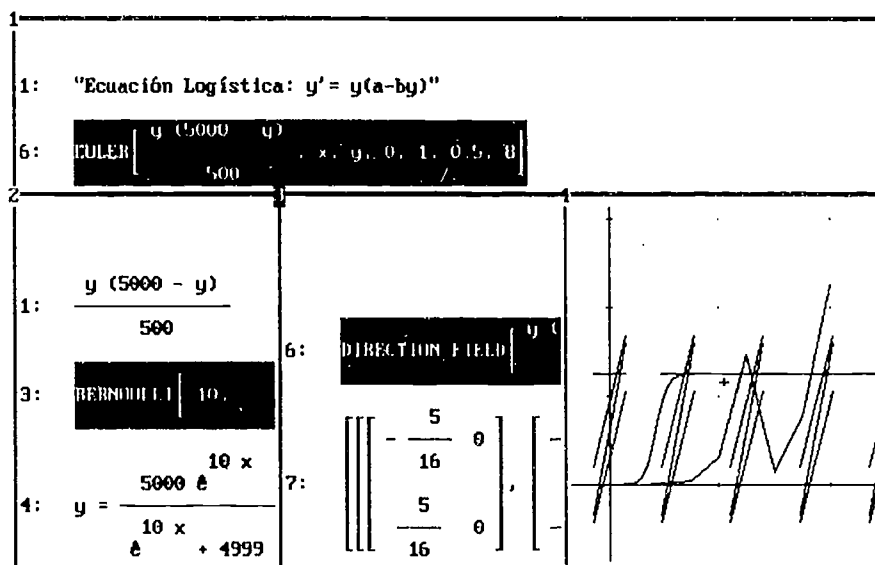 1
1: "Ecuación Logística: y'= y(a-by)"
6: EULER[ y (5000 y) / 500 , x, y, 0, 1, 0.5, 8]
2 3 4
1: y (5000 - y)
500
3: BERNOULLI[ 10,
4: y = 5000 ê 10 x
ê 10 x + 4999
6: DIRECTION_FIELD[ y (
7: [[[ - 5/16 0 ], [ -
5/16 0 -